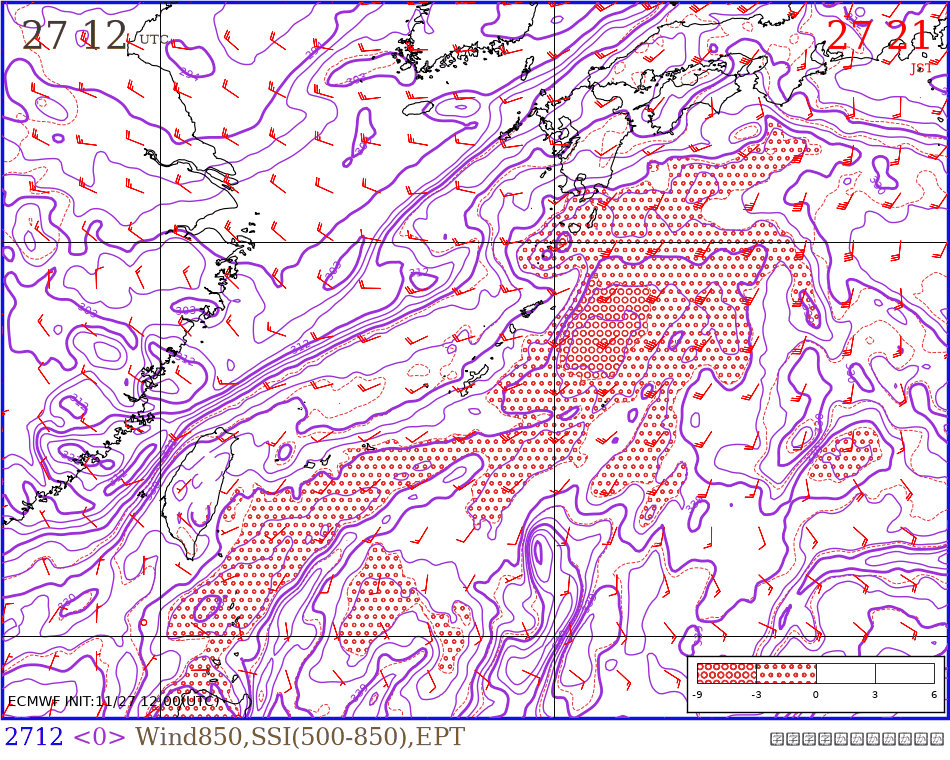 27 12 UTC
27 21
JST
ECMWF INIT:11/27 12:00(UTC)
-9 -3 0 3 6
2712 <0> Wind850,SSI(500-850),EPT